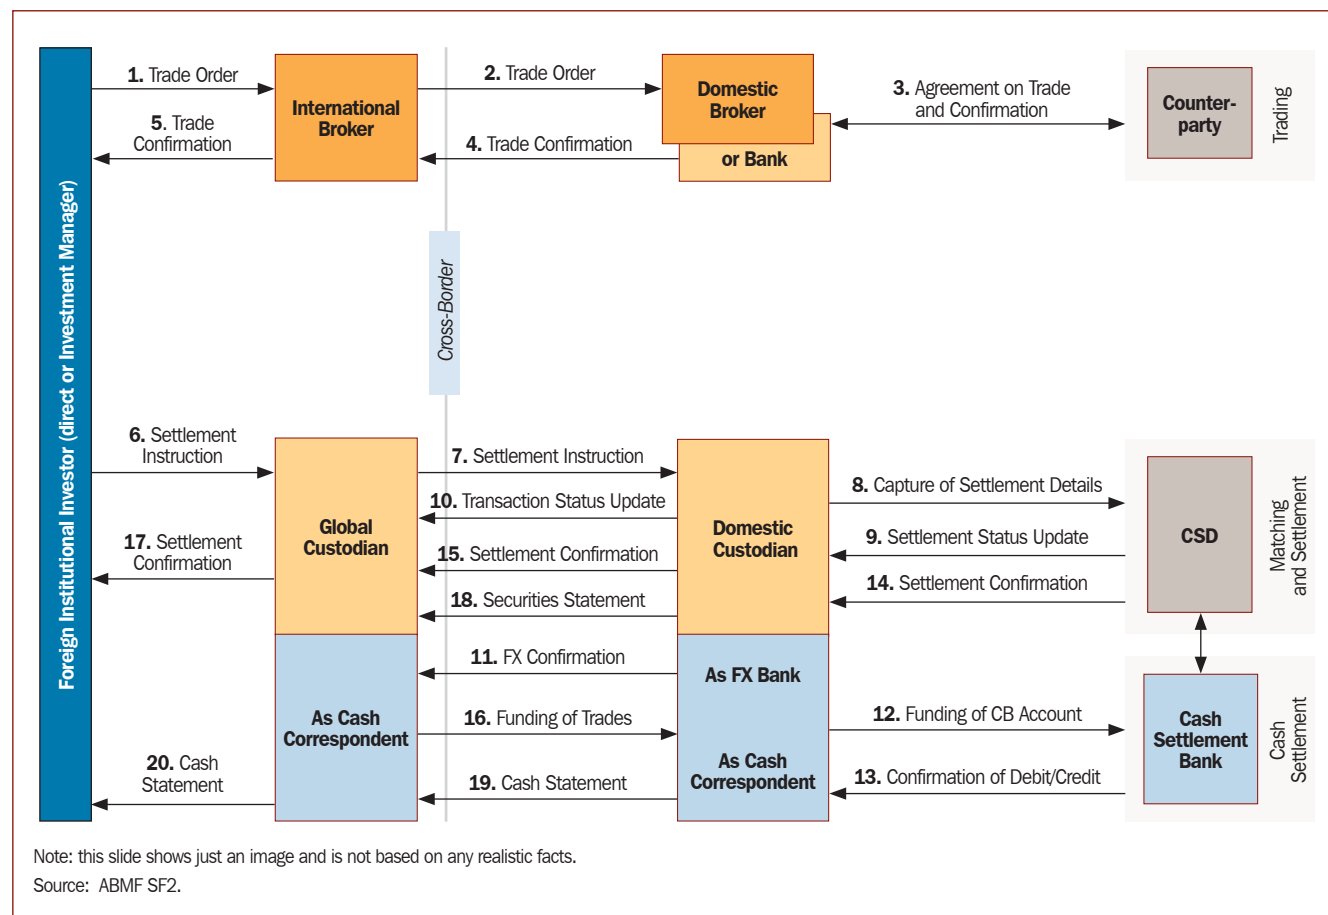 1. Trade Order
5. Trade
Confirmation
International
Broker
2. Trade Order
4. Trade Confirmation
Domestic
Broker
or Bank
3. Agreement on Trade
and Confirmation
Counter-
party
Trading
Foreign Institutional Investor (direct or Investment Manager)
Cross-Border
6. Settlement
Instruction
17. Settlement
Confirmation
Global
Custodian
7. Settlement Instruction
10. Transaction Status Update
15. Settlement Confirmation
18. Securities Statement
Domestic
Custodian
8. Capture of Settlement Details
9. Settlement Status Update
14. Settlement Confirmation
CSD
Matching
and Settlement
20. Cash
Statement
As Cash
Correspondent
11. FX Confirmation
16. Funding of Trades
19. Cash Statement
As FX Bank
As Cash
Correspondent
12. Funding of CB Account
13. Confirmation of Debit/Credit
Cash
Settlement
Bank
Cash
Settlement
Note: this slide shows just an image and is not based on any realistic facts.
Source: ABMF SF2.